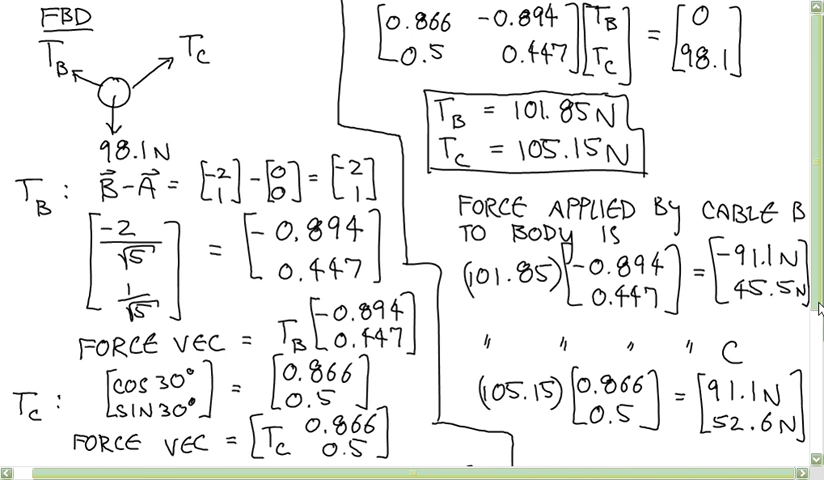 FBD
T_B T_C
98.1N
T_B : B⃗ - A⃗ = [-2 1] - [0 0] = [-2 1]
[-2/√5 1/√5] = [-0.894 0.447]
FORCE VEC = T_B [-0.894 0.447]
T_C : [COS 30° SIN 30°] = [0.866 0.5]
FORCE VEC = [T_C 0.866 0.5]
[0.866 -0.894
0.5 0.447] [T_B T_C] = [0 98.1]
T_B = 101.85N
T_C = 105.15N
FORCE APPLIED BY CABLE B
TO BODY IS
(101.85) [-0.894 0.447] = [-91.1N 45.5N]
" " " " C
(105.15) [0.866 0.5] = [91.1N 52.6N]